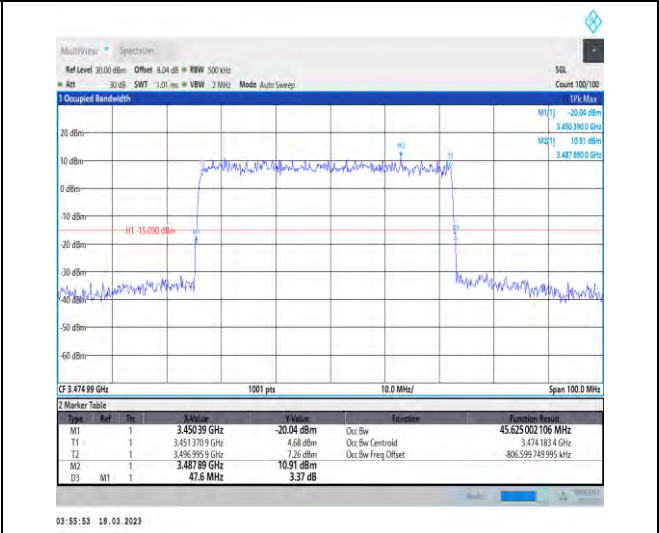 MultiView Spectrum
Ref Level 30.00 dBm Offset 8.04 dB RBW 500 kHz SGL
Att 30 dB SWT 1.01 ms VBW 2 MHz Mode Auto Sweep Count 100/100
1 Occupied Bandwidth 1Pk Max
M1[1] -20.04 dBm
3.450 390 0 GHz
M2[1] 10.91 dBm
3.487 890 0 GHz
20 dBm
10 dBm
M2
T2
0 dBm
-10 dBm
H1 -15.090 dBm
-20 dBm
-30 dBm
-40 dBm
-50 dBm
-60 dBm
CF 3.474 99 GHz 1001 pts 10.0 MHz/ Span 100.0 MHz
2 Marker Table
Type Ref Trc X-Value Y-Value Function Function Result
M1 1 3.450 39 GHz -20.04 dBm Occ Bw 45.625 002 106 MHz
T1 1 3.451 370 9 GHz 4.68 dBm Occ Bw Centroid 3.474 183 4 GHz
T2 1 3.496 995 9 GHz 7.26 dBm Occ Bw Freq Offset -806.599 749 995 kHz
M2 1 3.487 89 GHz 10.91 dBm
D3 M1 1 47.6 MHz 3.37 dB
03:55:53 18.03.2023